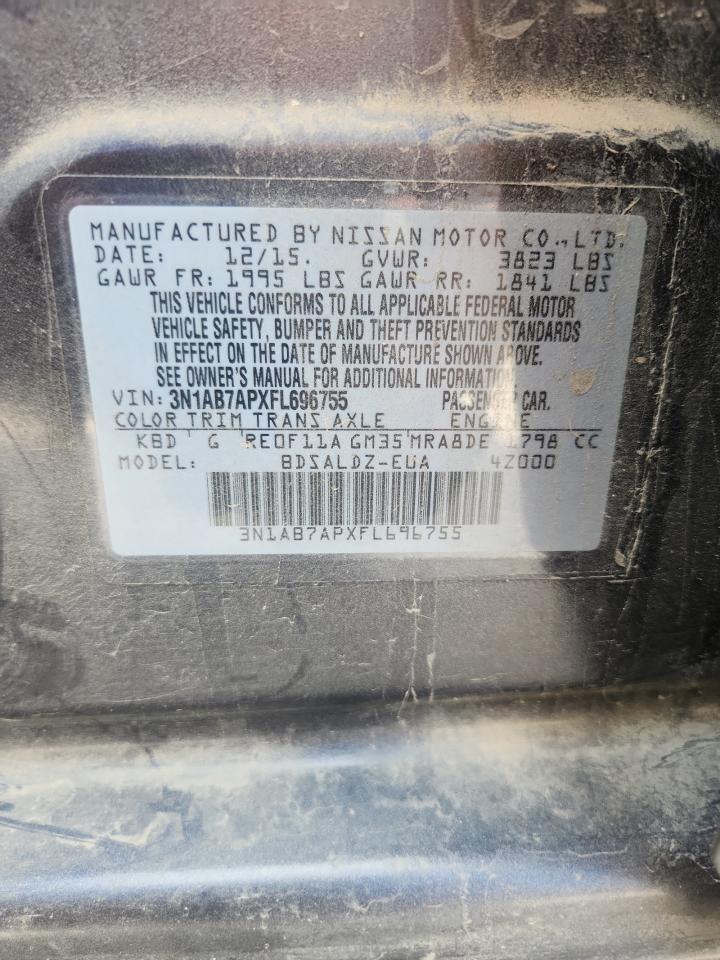 MANUFACTURED BY NISSAN MOTOR CO., LTD.
DATE: 12/15. GVWR: 3823 LBS
GAWR FR: 1995 LBS GAWR RR: 1841 LBS
THIS VEHICLE CONFORMS TO ALL APPLICABLE FEDERAL MOTOR
VEHICLE SAFETY, BUMPER AND THEFT PREVENTION STANDARDS
IN EFFECT ON THE DATE OF MANUFACTURE SHOWN ABOVE.
SEE OWNER'S MANUAL FOR ADDITIONAL INFORMATION.
VIN: 3N1AB7APXFL696755 PASSENGER CAR.
COLOR TRIM TRANS AXLE ENGINE
KBD G RE0F11A GM35 MRA8DE 1798 CC
MODEL: BDSALDZ-EUA 4Z000
3N1AB7APXFL696755